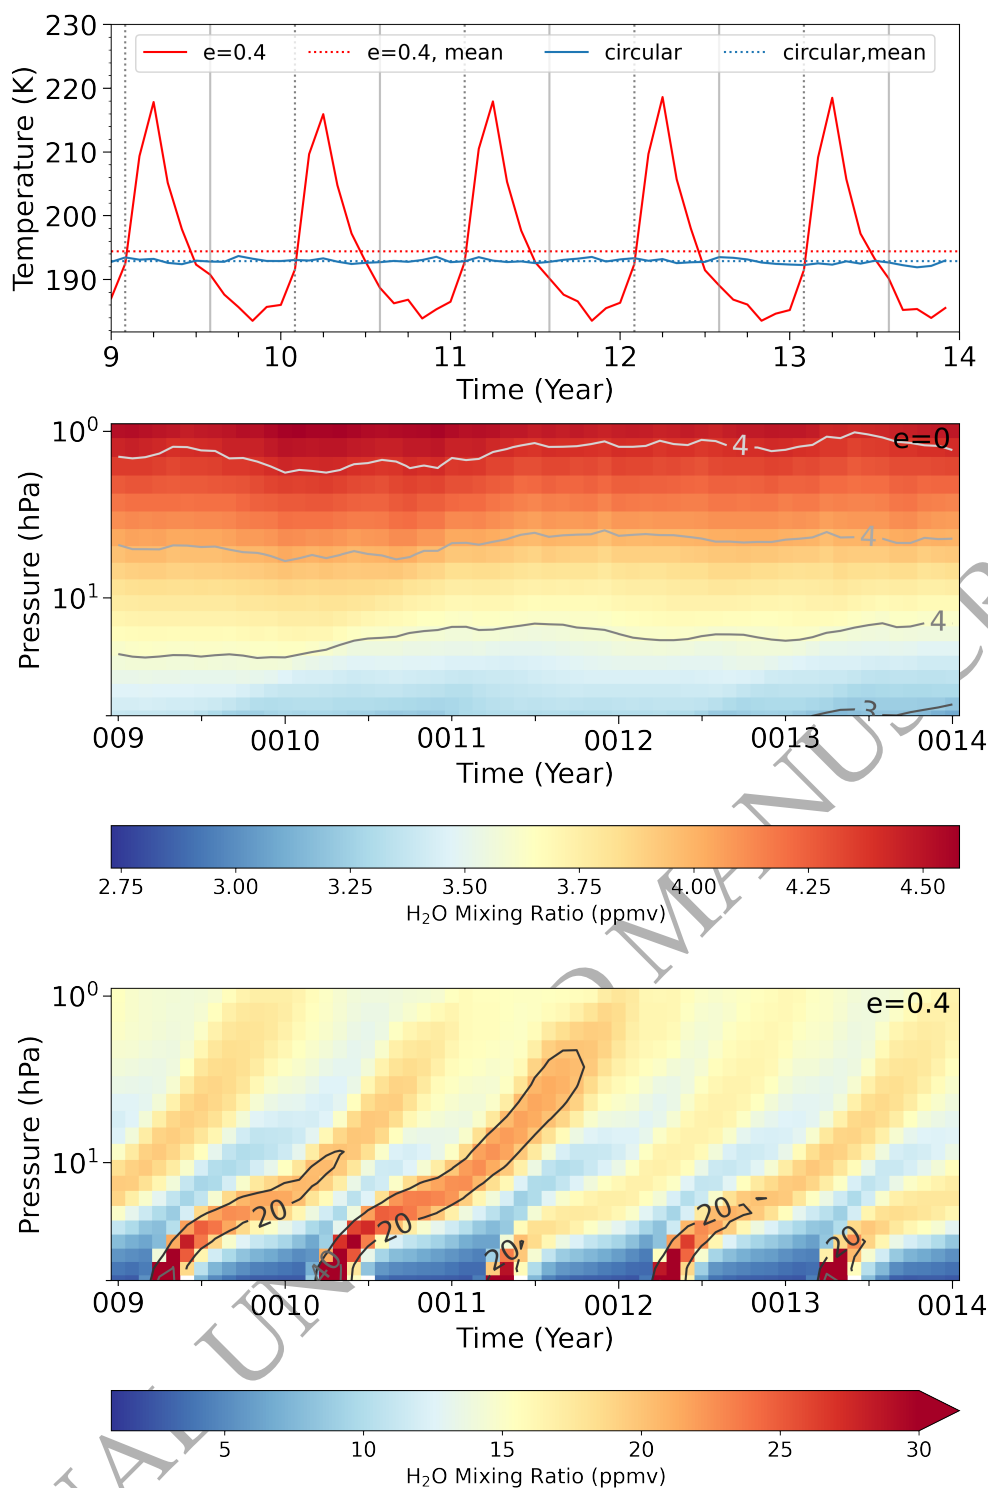 230
220
210
200
190
Temperature (K)
e=0.4
e=0.4, mean
circular
circular,mean
9 10 11 12 13 14
Time (Year)
10⁰
10¹
Pressure (hPa)
e=0
4
4
4
3
009 0010 0011 0012 0013 0014
Time (Year)
2.75 3.00 3.25 3.50 3.75 4.00 4.25 4.50
H₂O Mixing Ratio (ppmv)
10⁰
10¹
Pressure (hPa)
e=0.4
20
20
20
20
20
40
009 0010 0011 0012 0013 0014
Time (Year)
5 10 15 20 25 30
H₂O Mixing Ratio (ppmv)